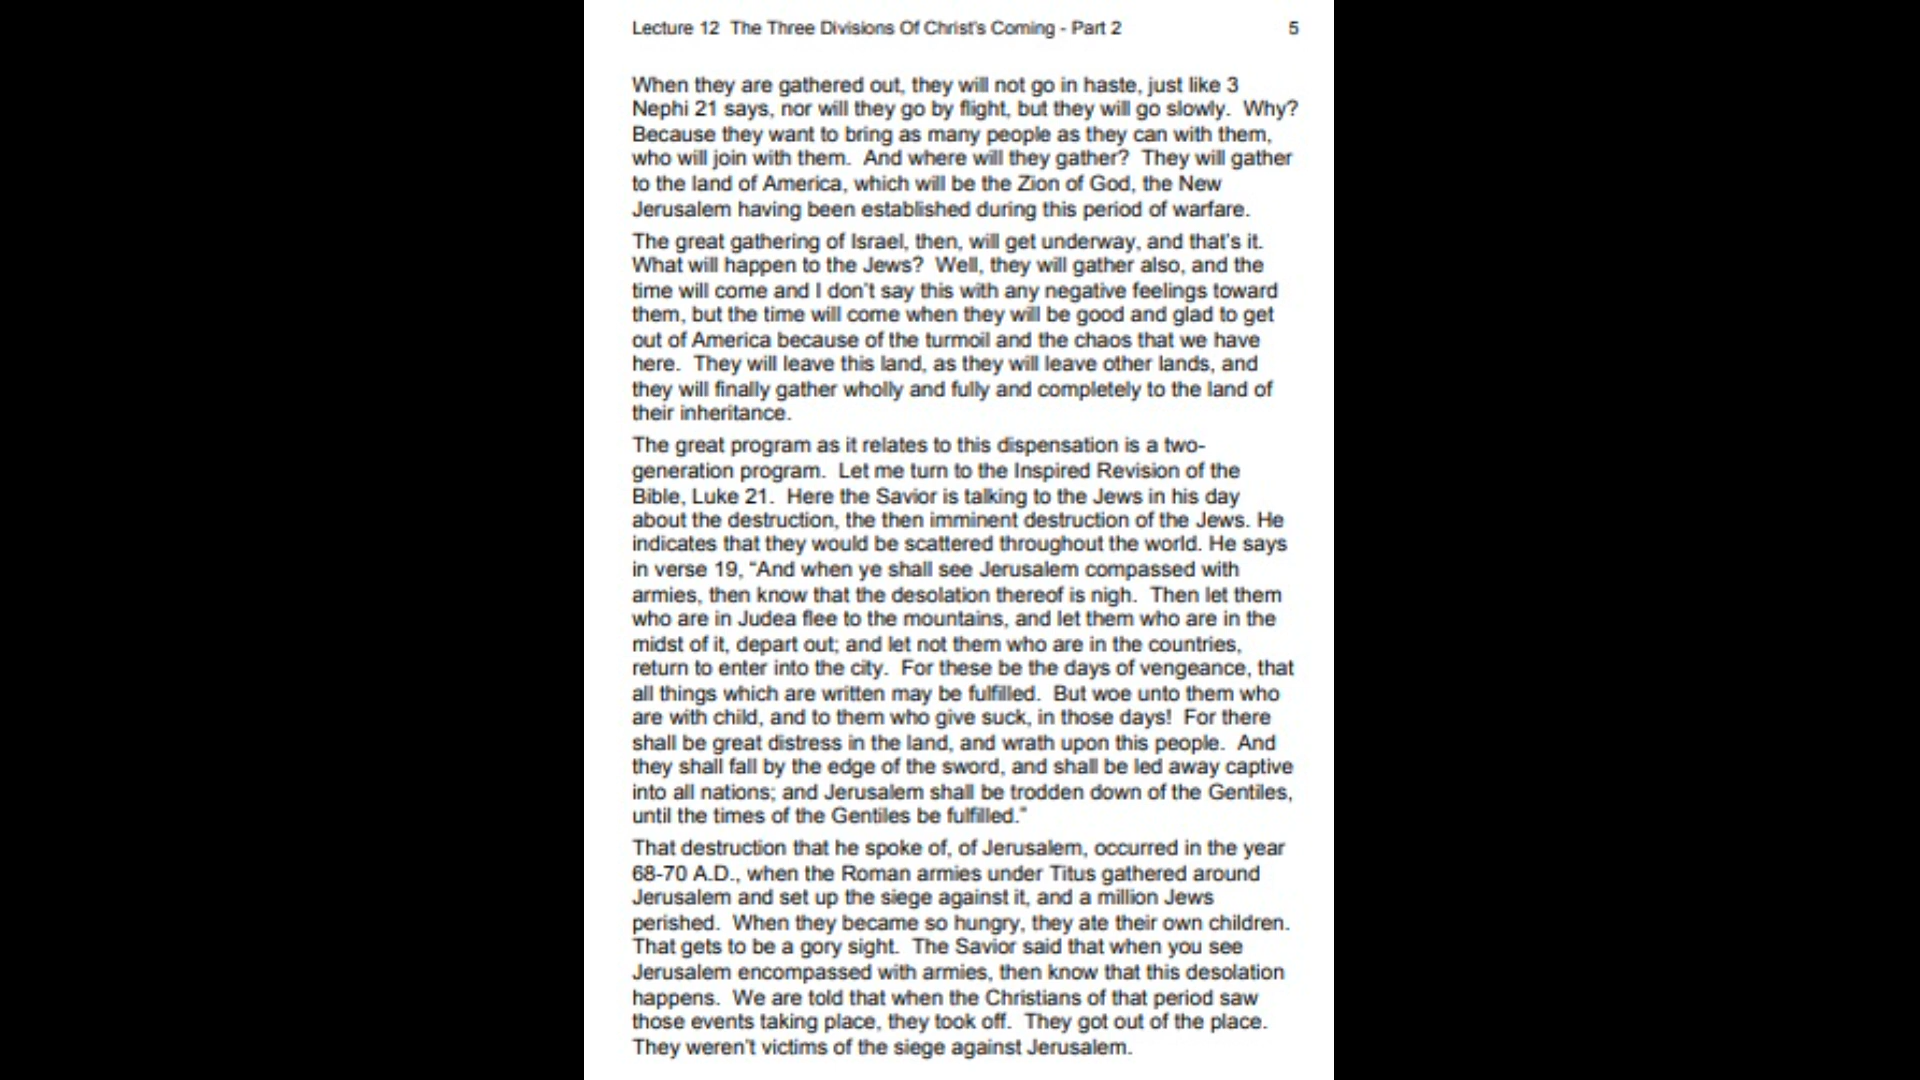 Lecture 12  The Three Divisions Of Christ's Coming - Part 2 5
When they are gathered out, they will not go in haste, just like 3
Nephi 21 says, nor will they go by flight, but they will go slowly.  Why?
Because they want to bring as many people as they can with them,
who will join with them.  And where will they gather?  They will gather
to the land of America, which will be the Zion of God, the New
Jerusalem having been established during this period of warfare.
The great gathering of Israel, then, will get underway, and that's it.
What will happen to the Jews?  Well, they will gather also, and the
time will come and I don't say this with any negative feelings toward
them, but the time will come when they will be good and glad to get
out of America because of the turmoil and the chaos that we have
here.  They will leave this land, as they will leave other lands, and
they will finally gather wholly and fully and completely to the land of
their inheritance.
The great program as it relates to this dispensation is a two-
generation program.  Let me turn to the Inspired Revision of the
Bible, Luke 21.  Here the Savior is talking to the Jews in his day
about the destruction, the then imminent destruction of the Jews. He
indicates that they would be scattered throughout the world. He says
in verse 19, “And when ye shall see Jerusalem compassed with
armies, then know that the desolation thereof is nigh.  Then let them
who are in Judea flee to the mountains, and let them who are in the
midst of it, depart out; and let not them who are in the countries,
return to enter into the city.  For these be the days of vengeance, that
all things which are written may be fulfilled.  But woe unto them who
are with child, and to them who give suck, in those days!  For there
shall be great distress in the land, and wrath upon this people.  And
they shall fall by the edge of the sword, and shall be led away captive
into all nations; and Jerusalem shall be trodden down of the Gentiles,
until the times of the Gentiles be fulfilled.”
That destruction that he spoke of, of Jerusalem, occurred in the year
68-70 A.D., when the Roman armies under Titus gathered around
Jerusalem and set up the siege against it, and a million Jews
perished.  When they became so hungry, they ate their own children.
That gets to be a gory sight.  The Savior said that when you see
Jerusalem encompassed with armies, then know that this desolation
happens.  We are told that when the Christians of that period saw
those events taking place, they took off.  They got out of the place.
They weren't victims of the siege against Jerusalem.